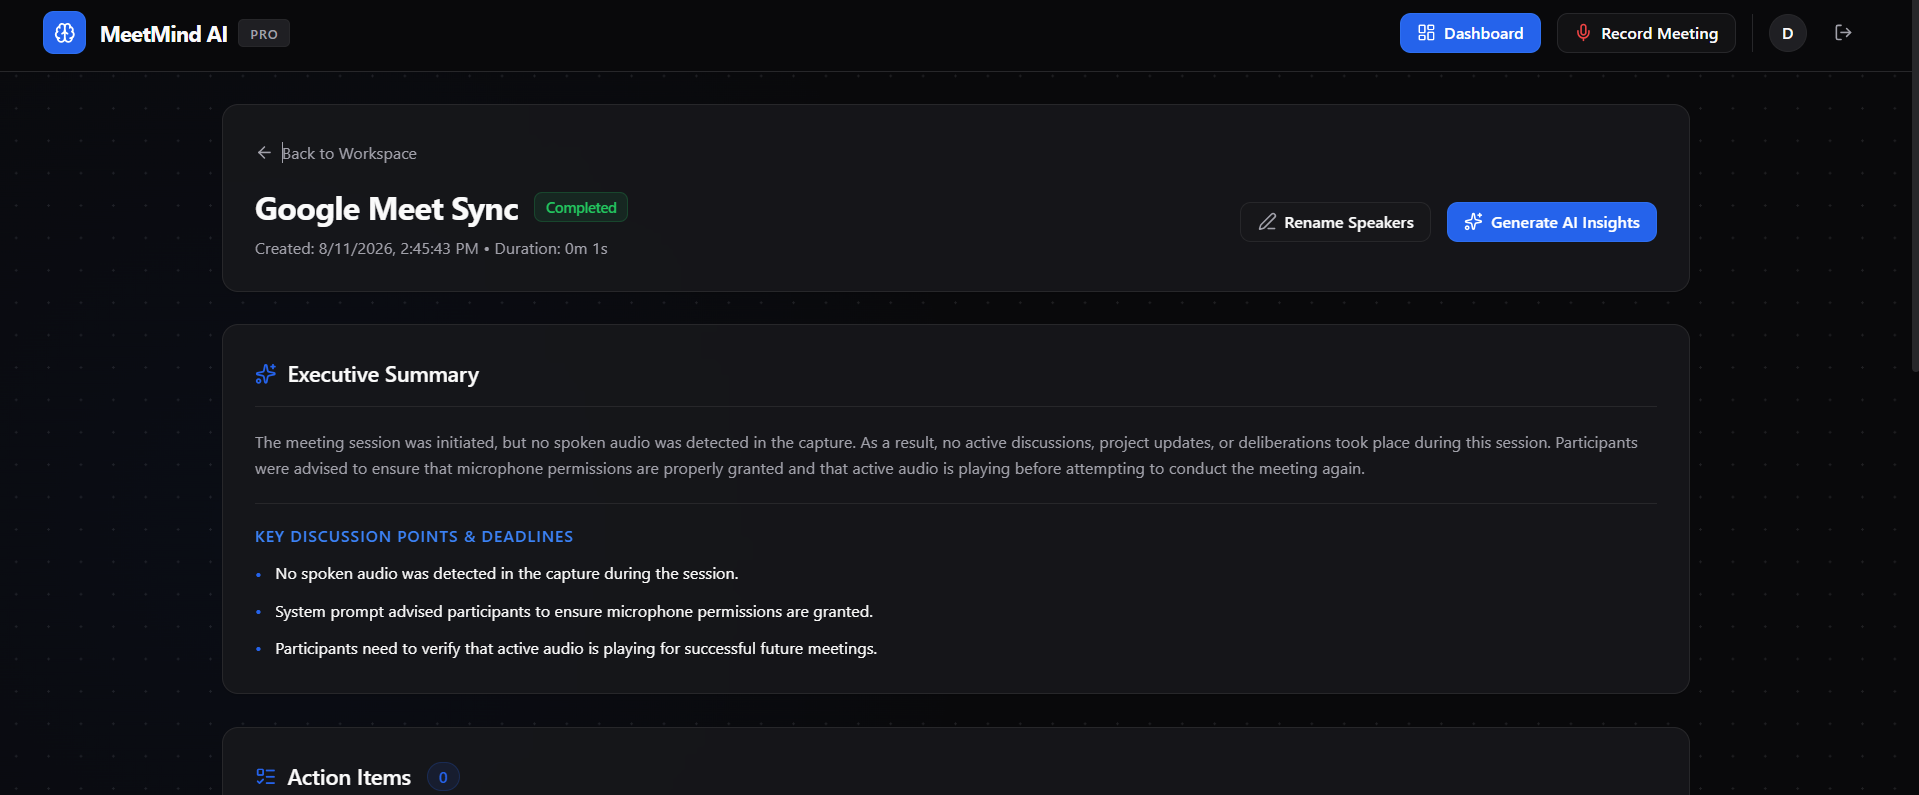 MeetMind AI PRO Dashboard Record Meeting D
Back to Workspace
Google Meet Sync Completed
Created: 8/11/2026, 2:45:43 PM • Duration: 0m 1s
Rename Speakers Generate AI Insights
Executive Summary
The meeting session was initiated, but no spoken audio was detected in the capture. As a result, no active discussions, project updates, or deliberations took place during this session. Participants
were advised to ensure that microphone permissions are properly granted and that active audio is playing before attempting to conduct the meeting again.
KEY DISCUSSION POINTS & DEADLINES
• No spoken audio was detected in the capture during the session.
• System prompt advised participants to ensure microphone permissions are granted.
• Participants need to verify that active audio is playing for successful future meetings.
Action Items 0